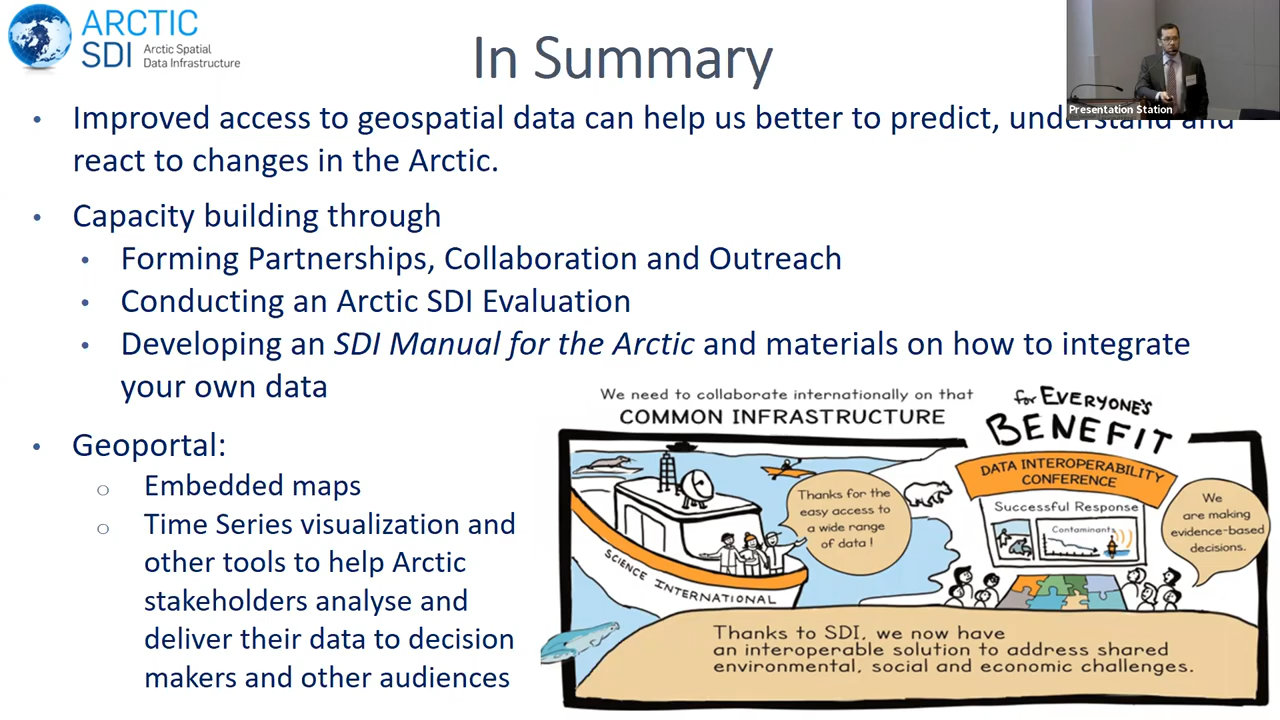 ARCTIC
SDI Arctic Spatial
Data Infrastructure
In Summary
Presentation Station
• Improved access to geospatial data can help us better to predict, understand and
react to changes in the Arctic.
• Capacity building through
• Forming Partnerships, Collaboration and Outreach
• Conducting an Arctic SDI Evaluation
• Developing an SDI Manual for the Arctic and materials on how to integrate
your own data
• Geoportal:
○ Embedded maps
○ Time Series visualization and
other tools to help Arctic
stakeholders analyse and
deliver their data to decision
makers and other audiences
We need to collaborate internationally on that
COMMON INFRASTRUCTURE
for EVERYONE'S
BENEFIT
DATA INTEROPERABILITY
CONFERENCE
Successful Response
Contaminants
Thanks for the
easy access to
a wide range
of data!
We
are making
evidence-based
decisions.
SCIENCE INTERNATIONAL
Thanks to SDI, we now have
an interoperable solution to address shared
environmental, social and economic challenges.